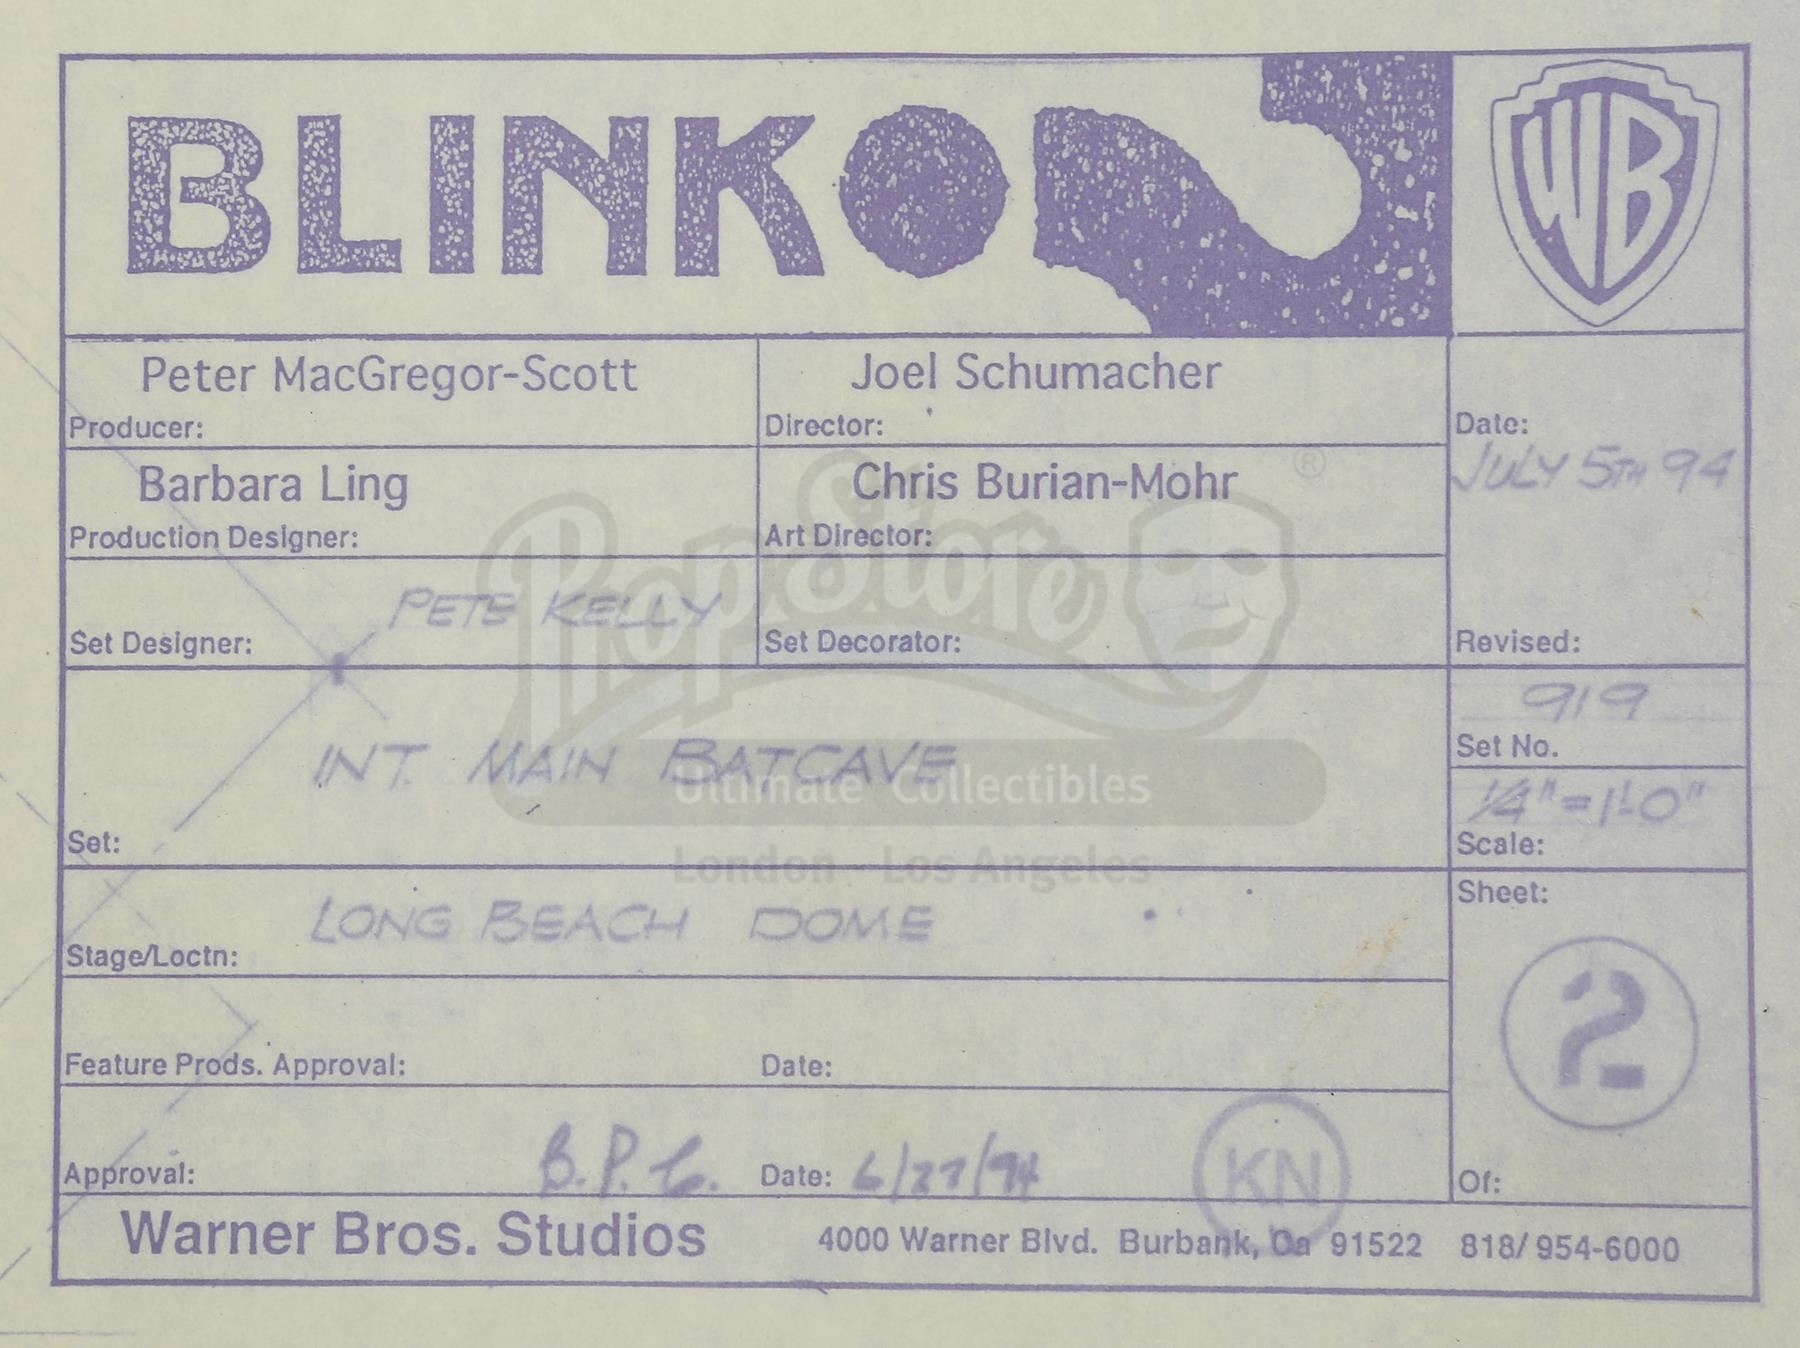 BLINKO
WB
Peter MacGregor-Scott
Producer:
Joel Schumacher
Director:
Date:
JULY 5TH 94
Barbara Ling
Production Designer:
Chris Burian-Mohr
Art Director:
PETE KELLY
Set Designer:
Set Decorator:
Revised:
INT. MAIN BATCAVE
Set:
919
Set No.
1/4" = 1'-0"
Scale:
LONG BEACH DOME
Stage/Loctn:
Sheet:
2
Feature Prods. Approval:
Date:
Approval:
B.P.C.
Date: 6/27/94
KN
Of:
Warner Bros. Studios
4000 Warner Blvd. Burbank, Ca 91522 818/954-6000
PropStore ®
Ultimate Collectibles
London - Los Angeles